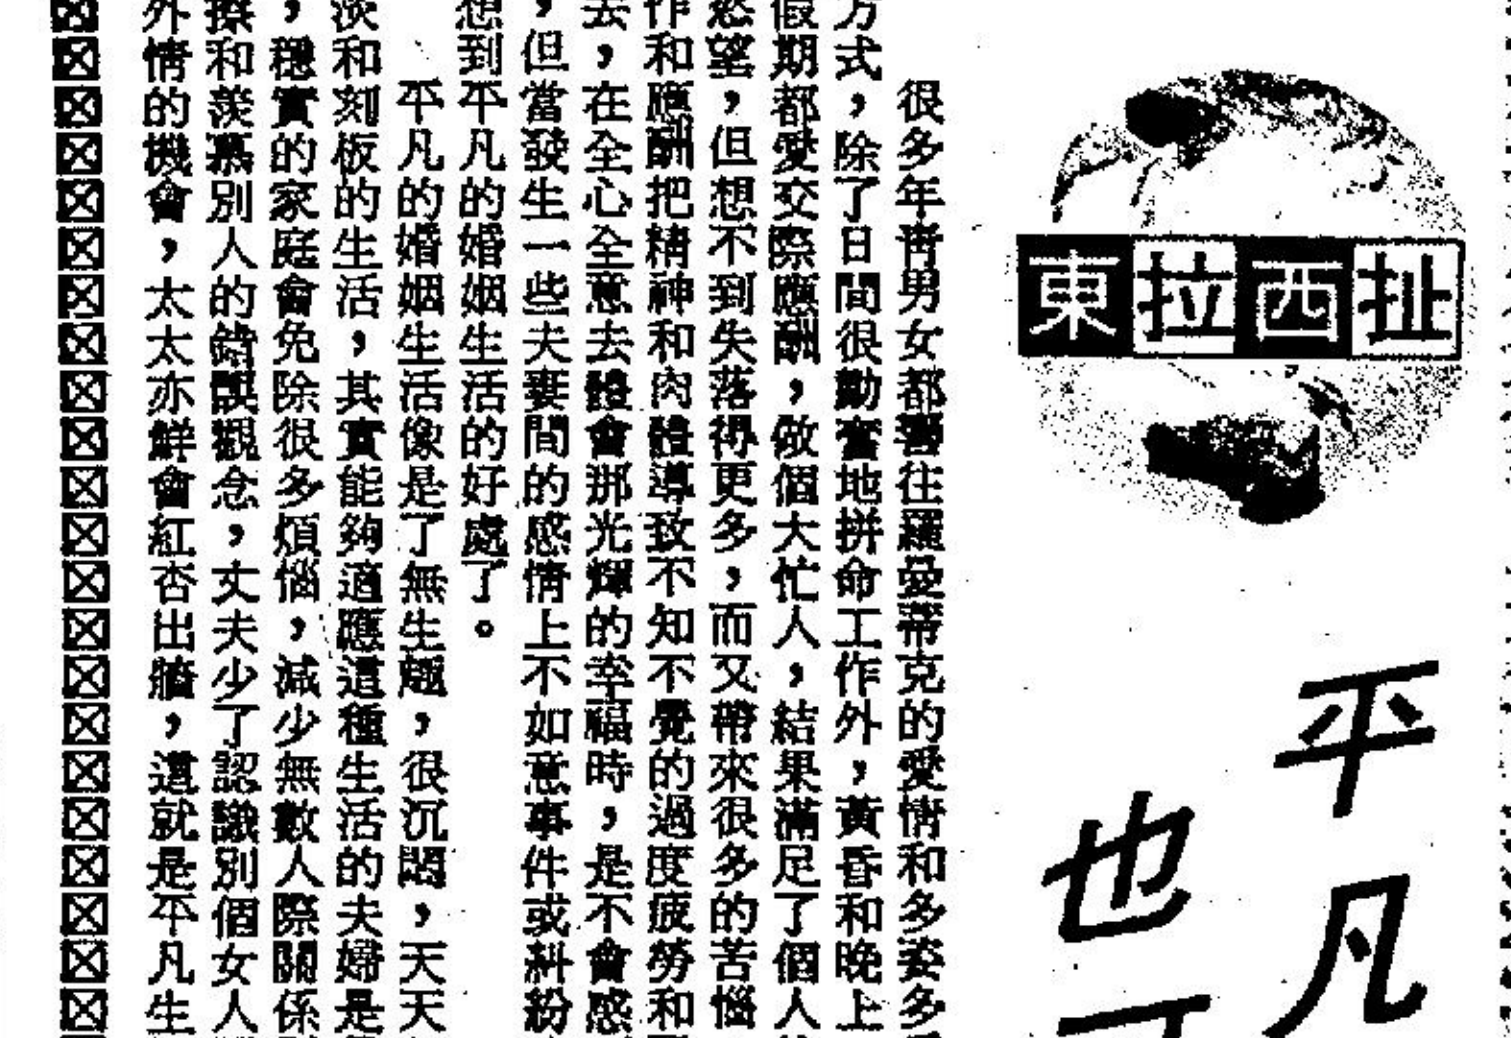 東拉西扯
平凡
也
很多年青男女都嚮往羅曼蒂克的愛情和多姿多
方式，除了日間很勤奮地拼命工作外，黃昏和晚上
假期都愛交際應酬，做個大忙人，結果滿足了個人
慾望，但想不到失落得更多，而又帶來很多的苦惱
作和應酬把精神和肉體導致不知不覺的過度疲勞和
去，在全心全意去體會那光輝的幸福時，是不會感
，但當發生一些夫妻間的感情上不如意事件或糾紛
想到平凡的婚姻生活的好處了。
平凡的婚姻生活像是了無生趣，很沉悶，天天
淡和刻板的生活，其實能夠適應這種生活的夫婦是
，穩實的家庭會免除很多煩惱，減少無數人際關係
擦和羨慕別人的錯誤觀念，丈夫少了認識別個女人
外情的機會，太太亦鮮會紅杏出牆，這就是平凡生